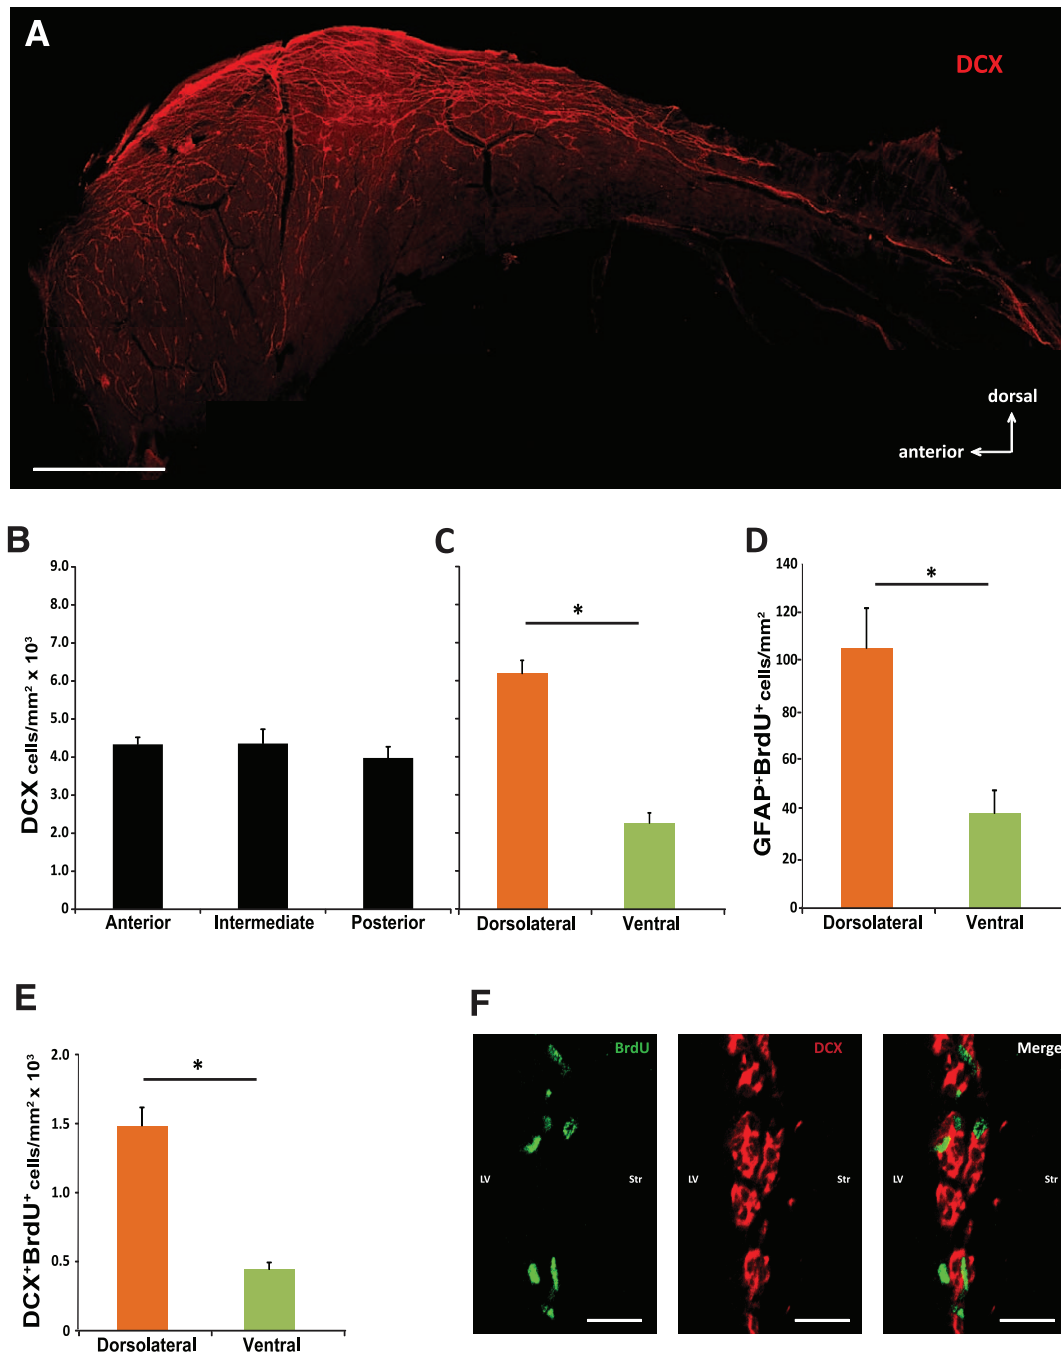 A
DCX
dorsal
anterior
B
DCX cells/mm² x 10³
9.0
8.0
7.0
6.0
5.0
4.0
3.0
2.0
1.0
0
Anterior Intermediate Posterior
C
*
Dorsolateral Ventral
D
GFAP⁺BrdU⁺ cells/mm²
140
120
100
80
60
40
20
0
*
Dorsolateral Ventral
E
DCX⁺BrdU⁺ cells/mm² x 10³
2.0
1.5
1.0
0.5
0
*
Dorsolateral Ventral
F
BrdU
LV Str
DCX
LV Str
Merge
LV Str